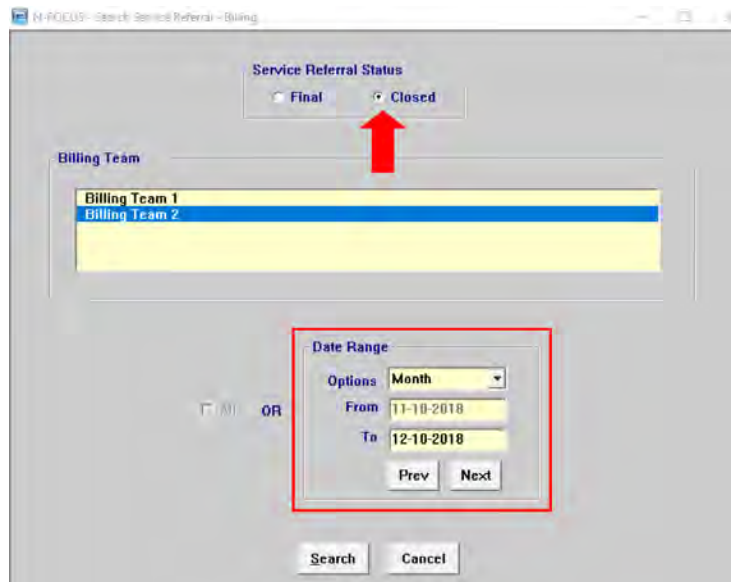 N-FOCUS - Search Service Referral - Billing
Service Referral Status
Final Closed
Billing Team
Billing Team 1
Billing Team 2
Date Range
Options Month
All OR From 11-10-2018
To 12-10-2018
Prev Next
Search Cancel